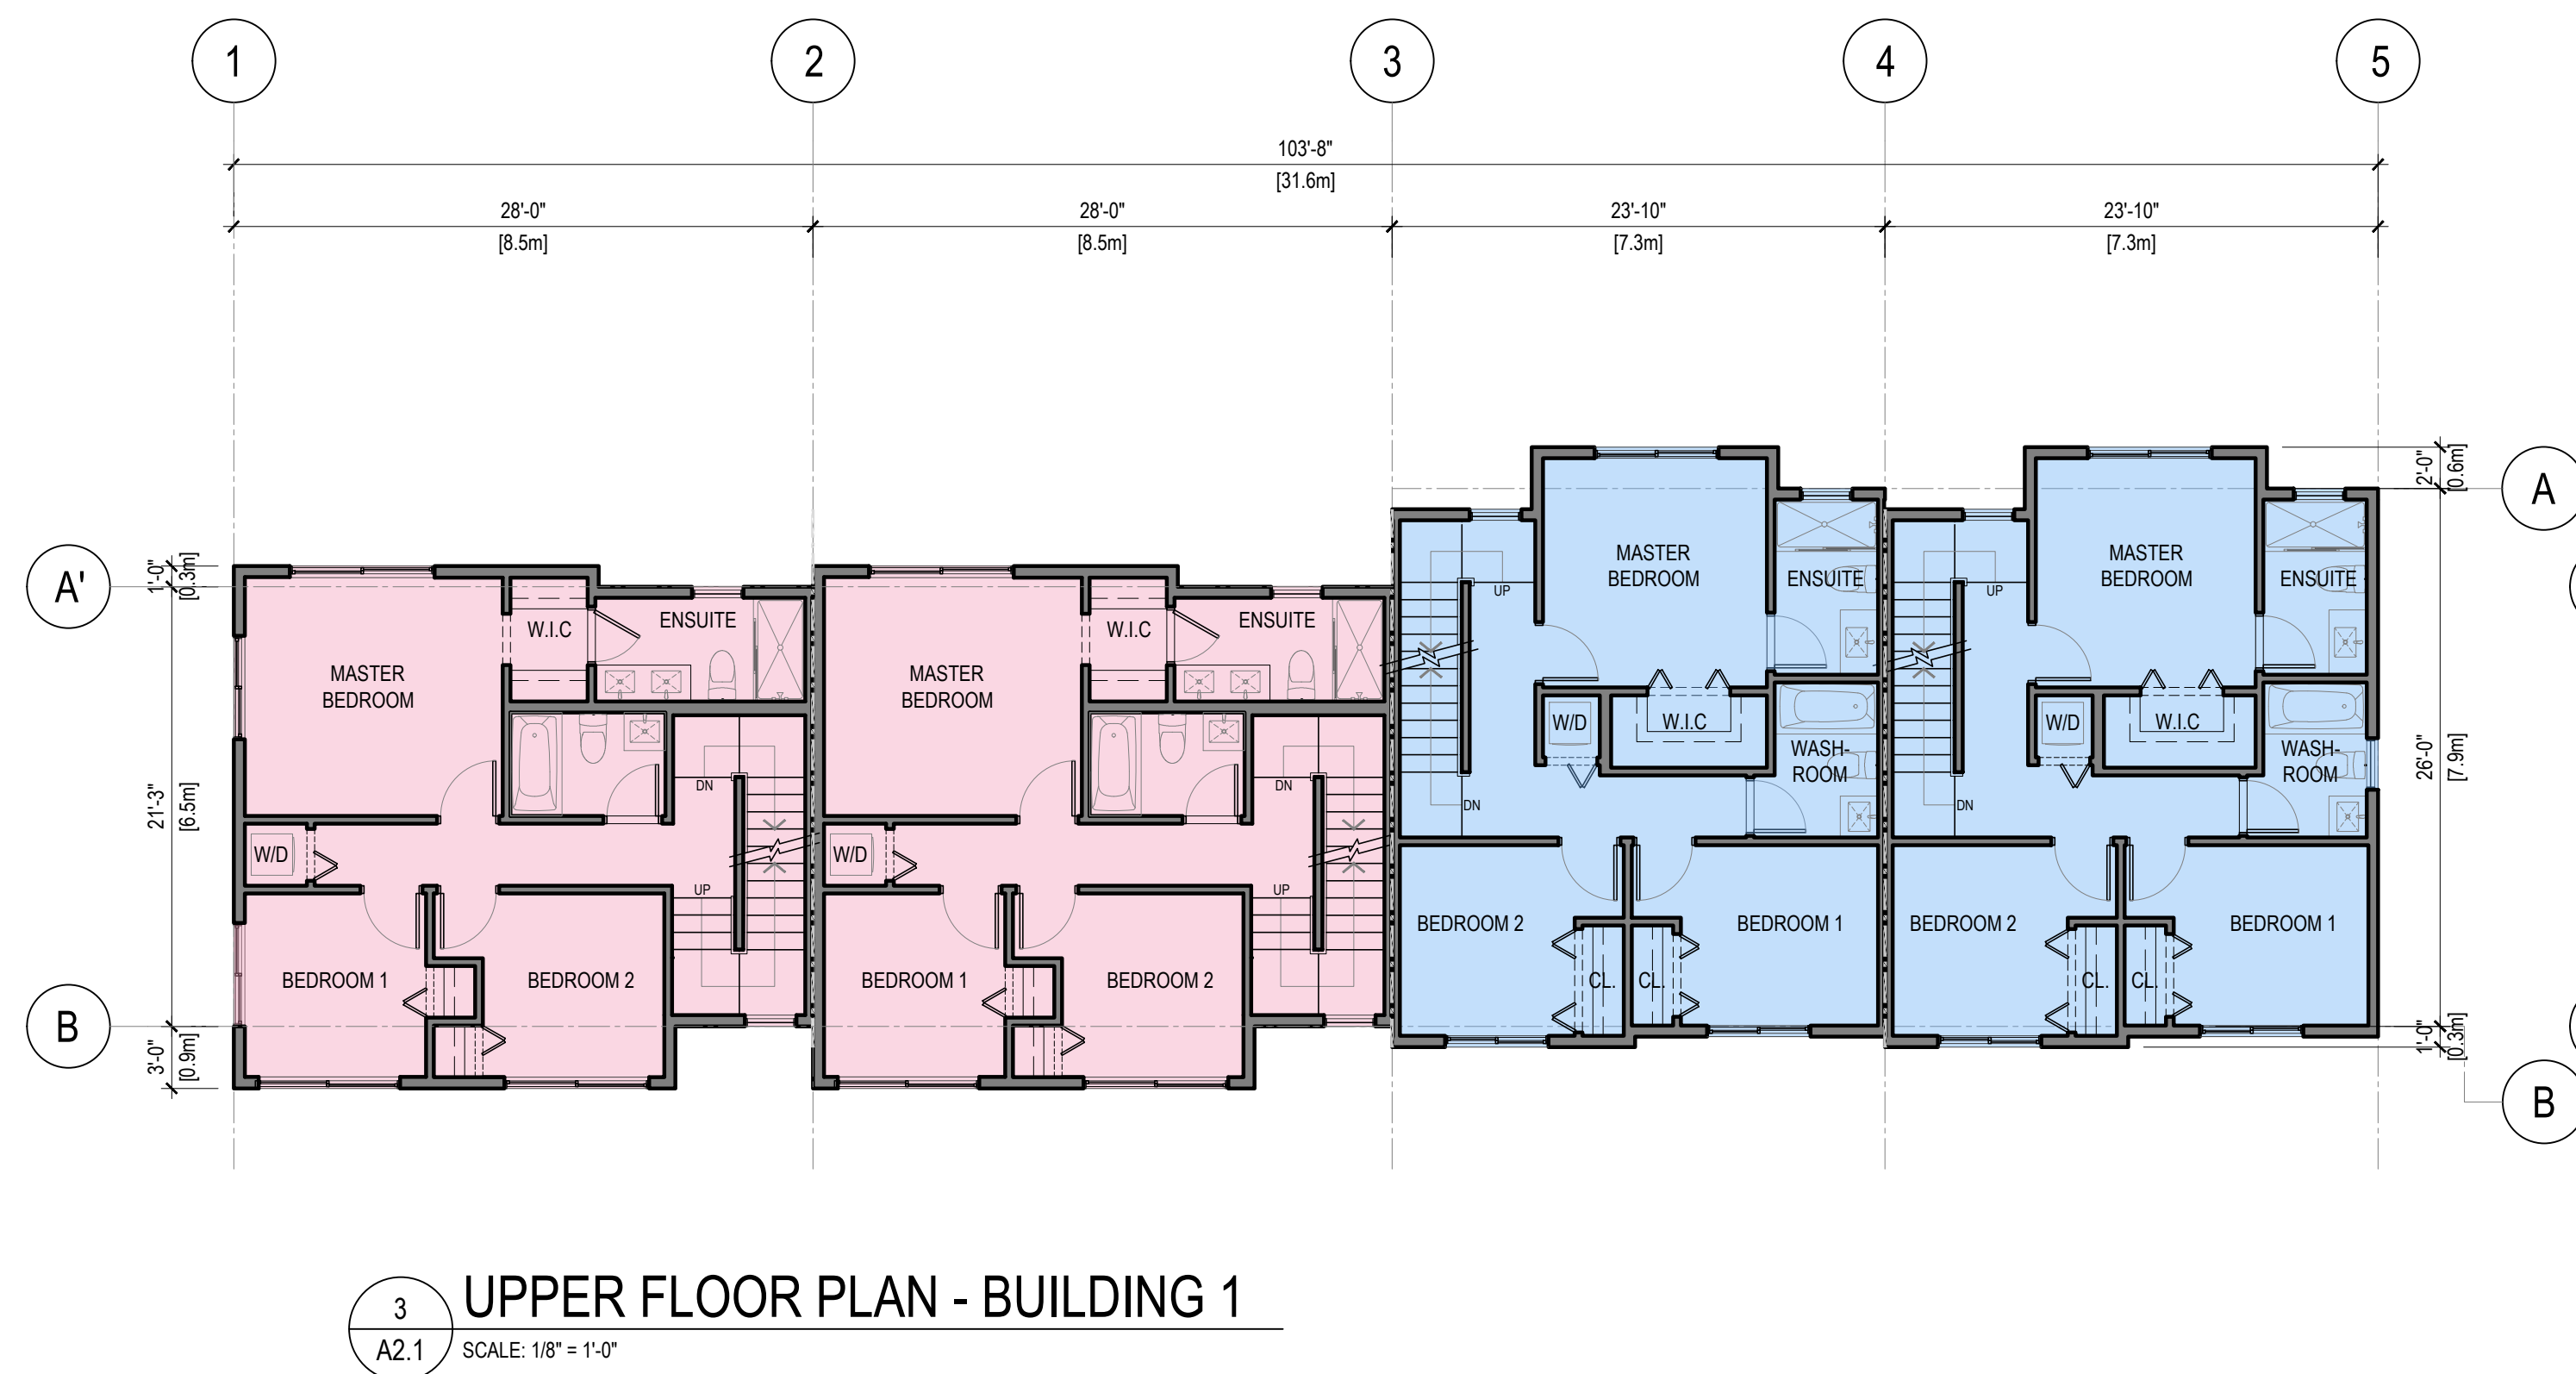 1
2
3
4
5
103'-8"
[31.6m]
28'-0"
28'-0"
23'-10"
23'-10"
[8.5m]
[8.5m]
[7.3m]
[7.3m]
2'-0"
[0.6m]
A
A'
1'-0"
[0.3m]
21'-3"
[6.5m]
B
3'-0"
[0.9m]
26'-0"
[7.9m]
1'-0"
[0.3m]
B
MASTER
BEDROOM
W.I.C
ENSUITE
DN
W/D
UP
BEDROOM 1
BEDROOM 2
MASTER
BEDROOM
W.I.C
ENSUITE
DN
W/D
UP
BEDROOM 1
BEDROOM 2
MASTER
BEDROOM
UP
ENSUITE
W/D
W.I.C
WASH-
ROOM
DN
BEDROOM 2
BEDROOM 1
CL.
CL.
MASTER
BEDROOM
UP
ENSUITE
W/D
W.I.C
WASH-
ROOM
DN
BEDROOM 2
BEDROOM 1
CL.
CL.
3
A2.1
UPPER FLOOR PLAN - BUILDING 1
SCALE: 1/8" = 1'-0"